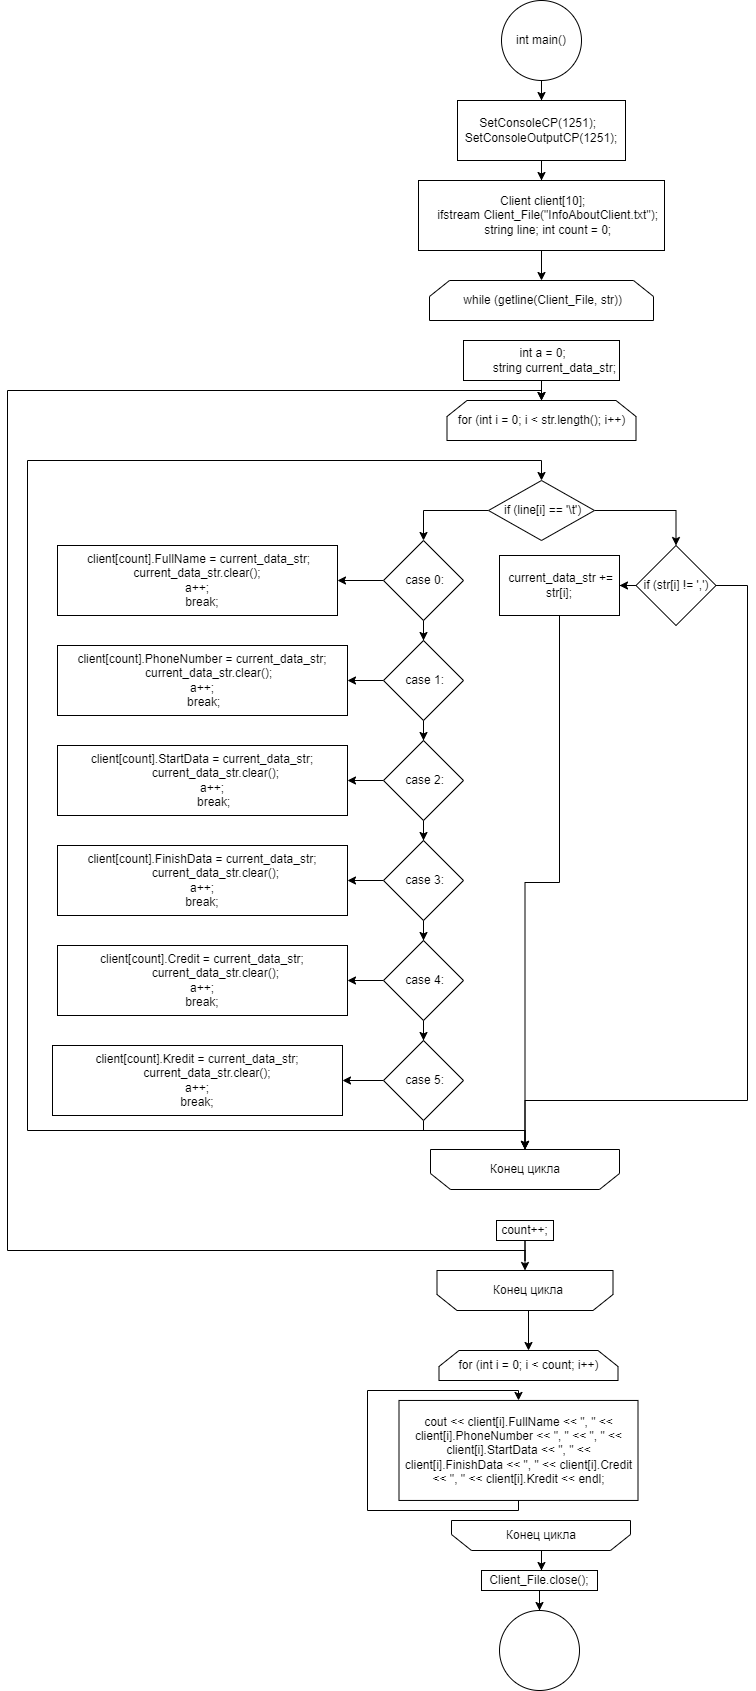 int main()
SetConsoleCP(1251);
SetConsoleOutputCP(1251);
Client client[10];
ifstream Client_File("InfoAboutClient.txt");
string line; int count = 0;
while (getline(Client_File, str))
int a = 0;
string current_data_str;
for (int i = 0; i < str.length(); i++)
if (line[i] == '\t')
case 0:
client[count].FullName = current_data_str;
current_data_str.clear();
a++;
break;
current_data_str +=
str[i];
if (str[i] != ',')
case 1:
client[count].PhoneNumber = current_data_str;
current_data_str.clear();
a++;
break;
case 2:
client[count].StartData = current_data_str;
current_data_str.clear();
a++;
break;
case 3:
client[count].FinishData = current_data_str;
current_data_str.clear();
a++;
break;
case 4:
client[count].Credit = current_data_str;
current_data_str.clear();
a++;
break;
case 5:
client[count].Kredit = current_data_str;
current_data_str.clear();
a++;
break;
Конец цикла
count++;
Конец цикла
for (int i = 0; i < count; i++)
cout << client[i].FullName << ", " <<
client[i].PhoneNumber << ", " << ", " <<
client[i].StartData << ", " <<
client[i].FinishData << ", " << client[i].Credit
<< ", " << client[i].Kredit << endl;
Конец цикла
Client_File.close();